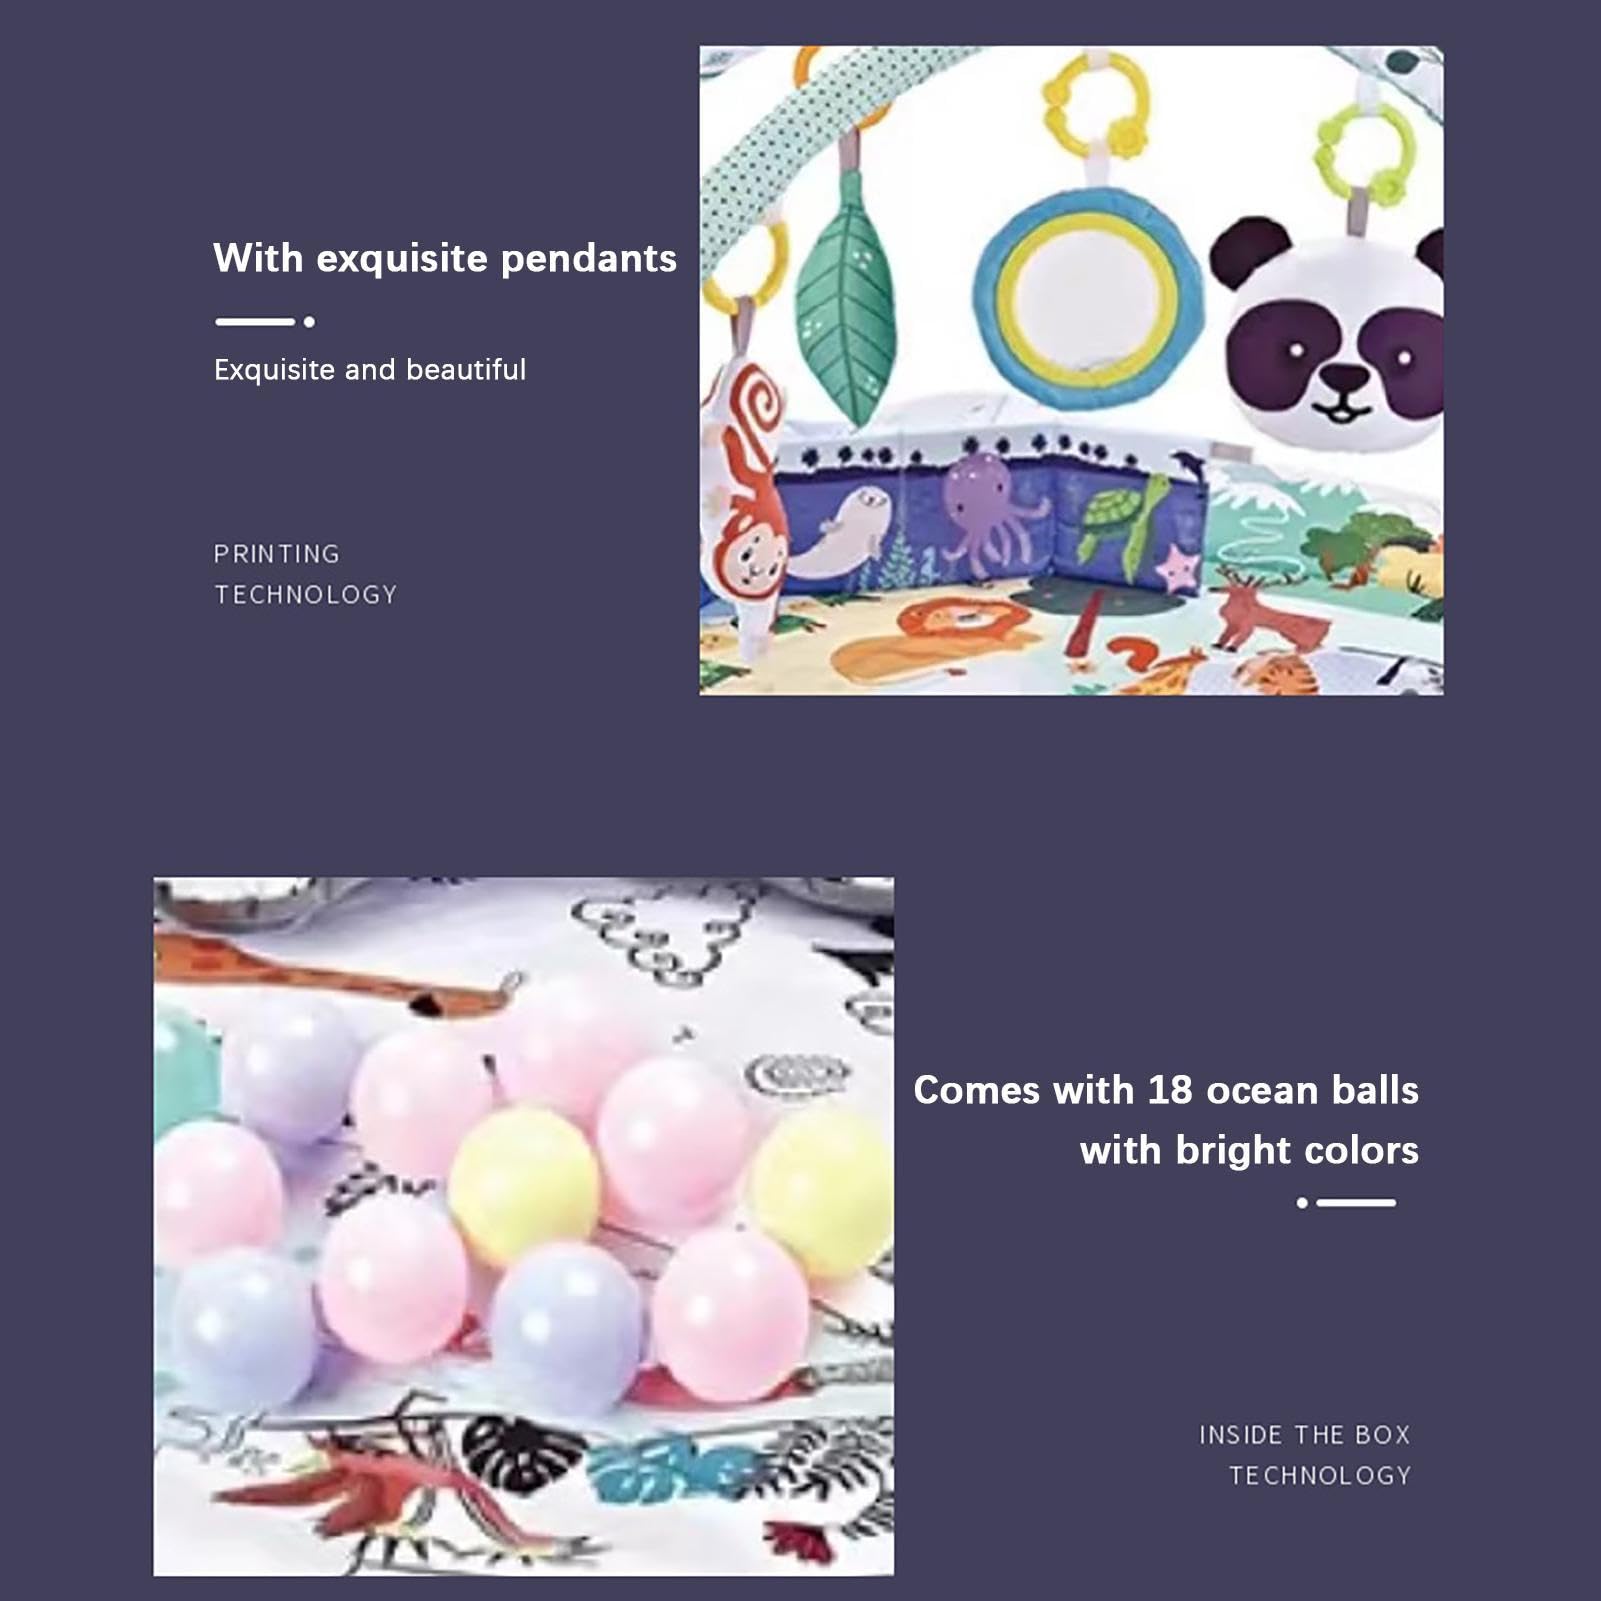 With exquisite pendants
Exquisite and beautiful
PRINTING
TECHNOLOGY
Comes with 18 ocean balls
with bright colors
INSIDE THE BOX
TECHNOLOGY